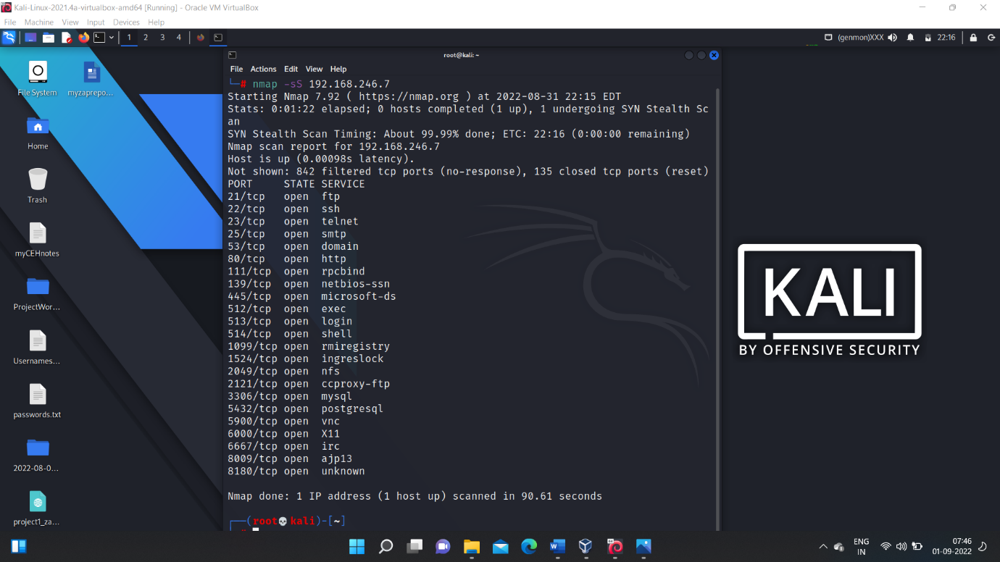 Kali-Linux-2021.4a-virtualbox-amd64 [Running] - Oracle VM VirtualBox
File Machine View Input Devices Help
1 2 3 4 (genmon)XXX 22:16
root@kali: ~
File Actions Edit View Help
└─# nmap -sS 192.168.246.7
Starting Nmap 7.92 ( https://nmap.org ) at 2022-08-31 22:15 EDT
Stats: 0:01:22 elapsed; 0 hosts completed (1 up), 1 undergoing SYN Stealth Sc
an
SYN Stealth Scan Timing: About 99.99% done; ETC: 22:16 (0:00:00 remaining)
Nmap scan report for 192.168.246.7
Host is up (0.00098s latency).
Not shown: 842 filtered tcp ports (no-response), 135 closed tcp ports (reset)
PORT STATE SERVICE
21/tcp open ftp
22/tcp open ssh
23/tcp open telnet
25/tcp open smtp
53/tcp open domain
80/tcp open http
111/tcp open rpcbind
139/tcp open netbios-ssn
445/tcp open microsoft-ds
512/tcp open exec
513/tcp open login
514/tcp open shell
1099/tcp open rmiregistry
1524/tcp open ingreslock
2049/tcp open nfs
2121/tcp open ccproxy-ftp
3306/tcp open mysql
5432/tcp open postgresql
5900/tcp open vnc
6000/tcp open X11
6667/tcp open irc
8009/tcp open ajp13
8180/tcp open unknown
Nmap done: 1 IP address (1 host up) scanned in 90.61 seconds
┌──(root💀kali)-[~]
File System
myzaprepo...
Home
Trash
myCEHnotes
ProjectWor...
Usernames...
passwords.txt
2022-08-0...
project1_za...
KALI
BY OFFENSIVE SECURITY
ENG
IN
07:46
01-09-2022